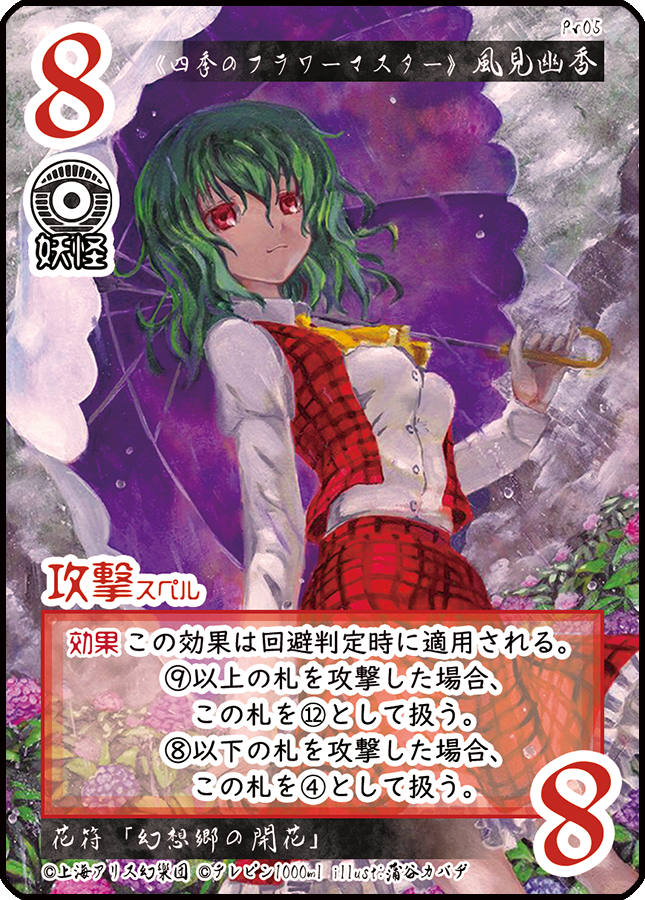 Pr05
8
《四季のフラワーマスター》 風見幽香
妖怪
攻撃スペル
効果 この効果は回避判定時に適用される。
⑨以上の札を攻撃した場合、
この札を⑫として扱う。
⑧以下の札を攻撃した場合、
この札を④として扱う。
8
花符「幻想郷の開花」
©上海アリス幻樂団 ©テレピン1000ml illust:蒲谷カバヂ